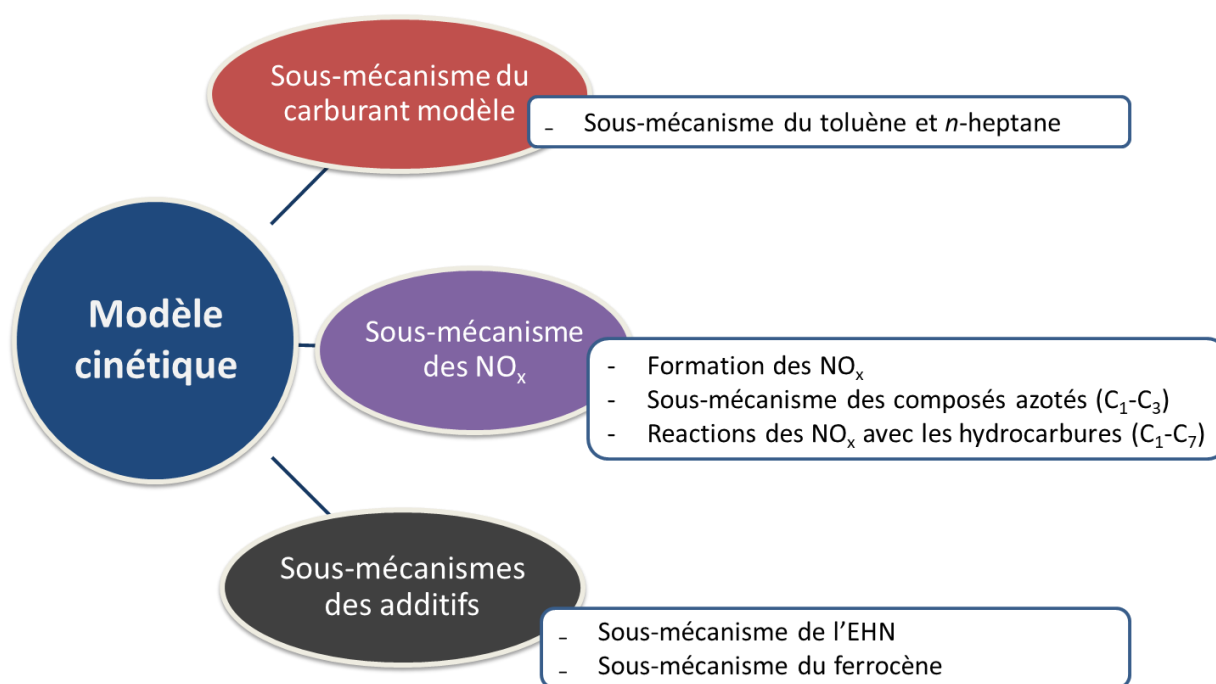 Sous-mécanisme du
carburant modèle
- Sous-mécanisme du toluène et n-heptane
Modèle
cinétique
Sous-mécanisme
des NOₓ
- Formation des NOₓ
- Sous-mécanisme des composés azotés (C₁-C₃)
- Reactions des NOₓ avec les hydrocarbures (C₁-C₇)
Sous-mécanismes
des additifs
- Sous-mécanisme de l’EHN
- Sous-mécanisme du ferrocène